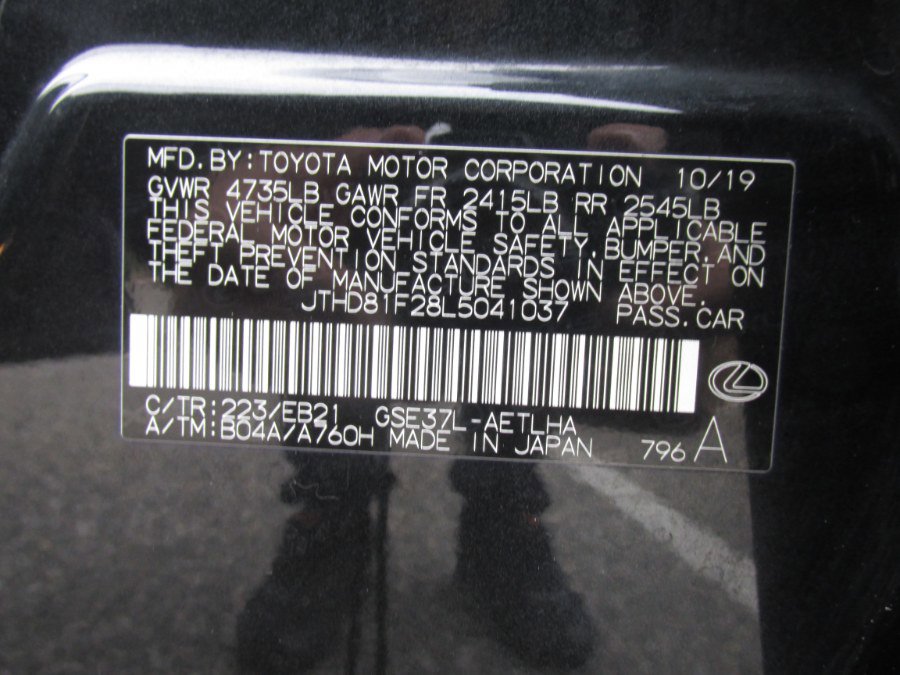 MFD.BY:TOYOTA MOTOR CORPORATION 10/19
GVWR 4735LB GAWR FR 2415LB RR 2545LB
THIS VEHICLE CONFORMS TO ALL APPLICABLE
FEDERAL MOTOR VEHICLE SAFETY,BUMPER,AND
THEFT PREVENTION STANDARDS IN EFFECT ON
THE DATE OF MANUFACTURE SHOWN ABOVE.
JTHD81F28L5041037 PASS.CAR
C/TR:223/EB21 GSE37L-AETLHA
A/TM:B04A/A760H MADE IN JAPAN 796 A